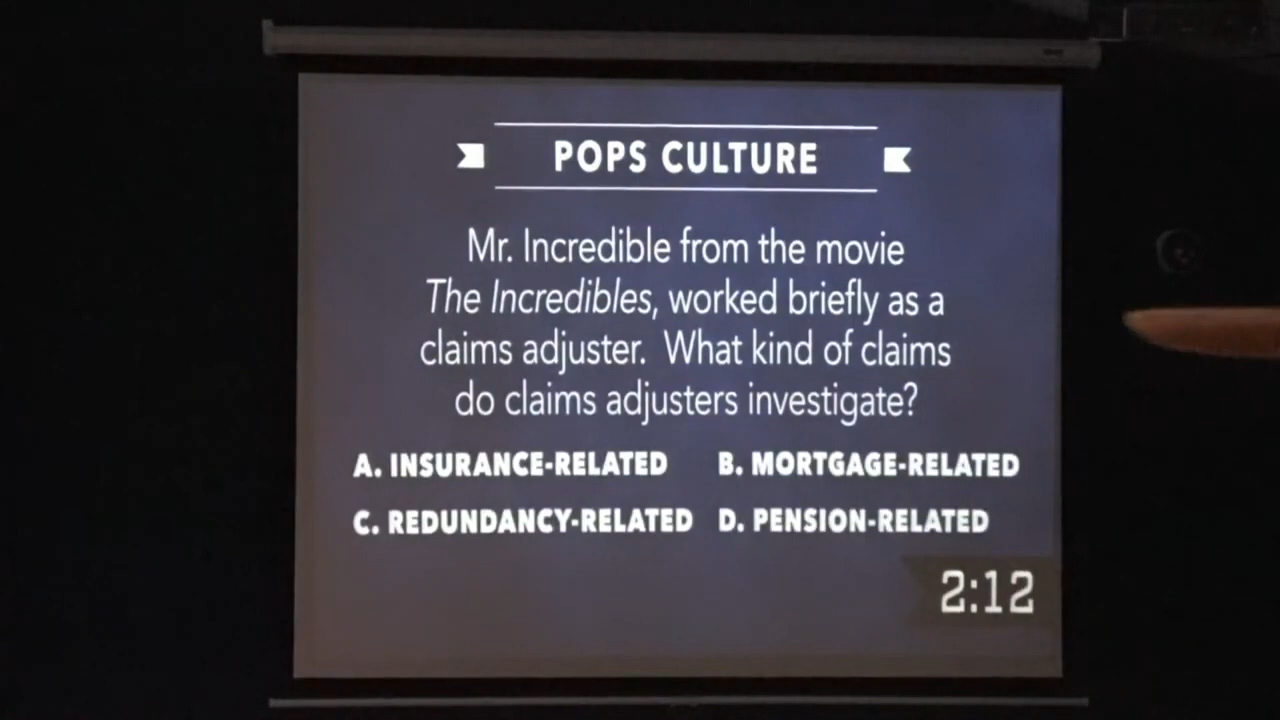 POPS CULTURE
Mr. Incredible from the movie
The Incredibles, worked briefly as a
claims adjuster. What kind of claims
do claims adjusters investigate?
A. INSURANCE-RELATED B. MORTGAGE-RELATED
C. REDUNDANCY-RELATED D. PENSION-RELATED
2:12